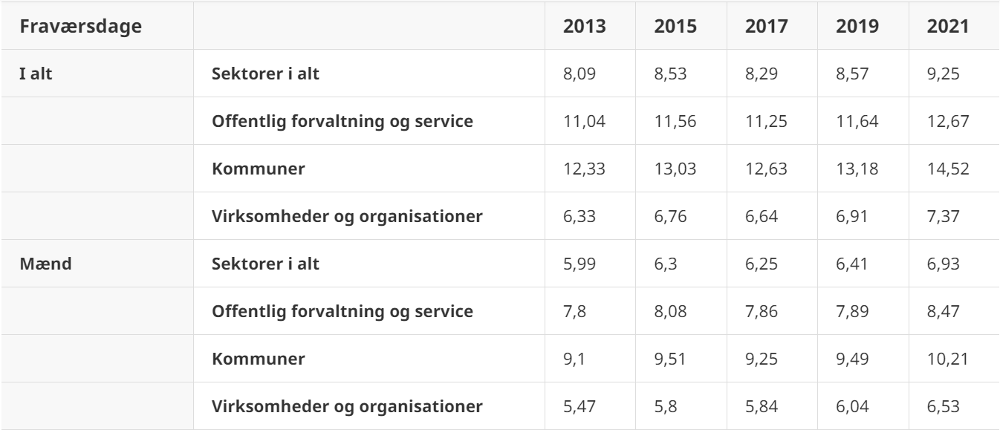 Fraværsdage 2013 2015 2017 2019 2021
I alt Sektorer i alt 8,09 8,53 8,29 8,57 9,25
Offentlig forvaltning og service 11,04 11,56 11,25 11,64 12,67
Kommuner 12,33 13,03 12,63 13,18 14,52
Virksomheder og organisationer 6,33 6,76 6,64 6,91 7,37
Mænd Sektorer i alt 5,99 6,3 6,25 6,41 6,93
Offentlig forvaltning og service 7,8 8,08 7,86 7,89 8,47
Kommuner 9,1 9,51 9,25 9,49 10,21
Virksomheder og organisationer 5,47 5,8 5,84 6,04 6,53